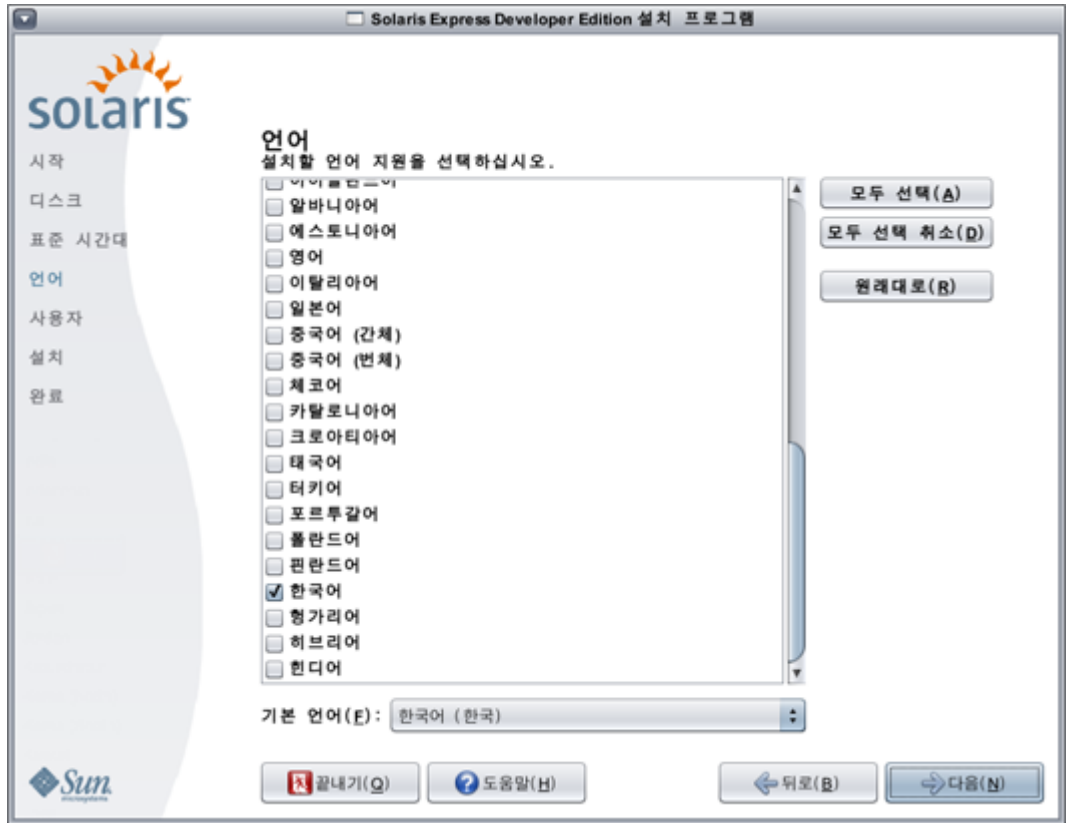 Solaris Express Developer Edition 설치 프로그램
solaris
시작
디스크
표준 시간대
언어
사용자
설치
완료
언어
설치할 언어 지원을 선택하십시오.
알바니아어
에스토니아어
영어
이탈리아어
일본어
중국어 (간체)
중국어 (번체)
체코어
카탈로니아어
크로아티아어
태국어
터키어
포르투갈어
폴란드어
핀란드어
한국어
헝가리어
히브리어
힌디어
모두 선택(A)
모두 선택 취소(D)
원래대로(R)
기본 언어(F): 한국어 (한국)
Sun
microsystems
끝내기(Q)
도움말(H)
뒤로(B)
다음(N)